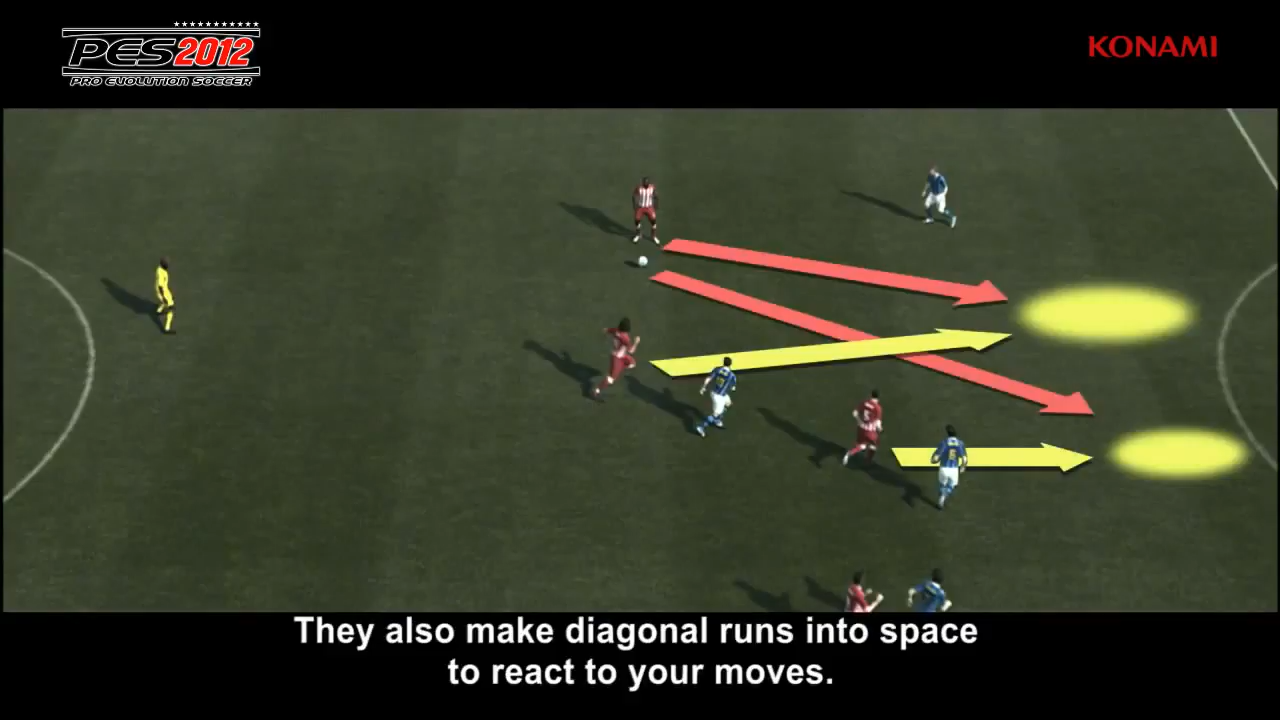 PES2012
PRO EVOLUTION SOCCER
KONAMI
They also make diagonal runs into space
to react to your moves.